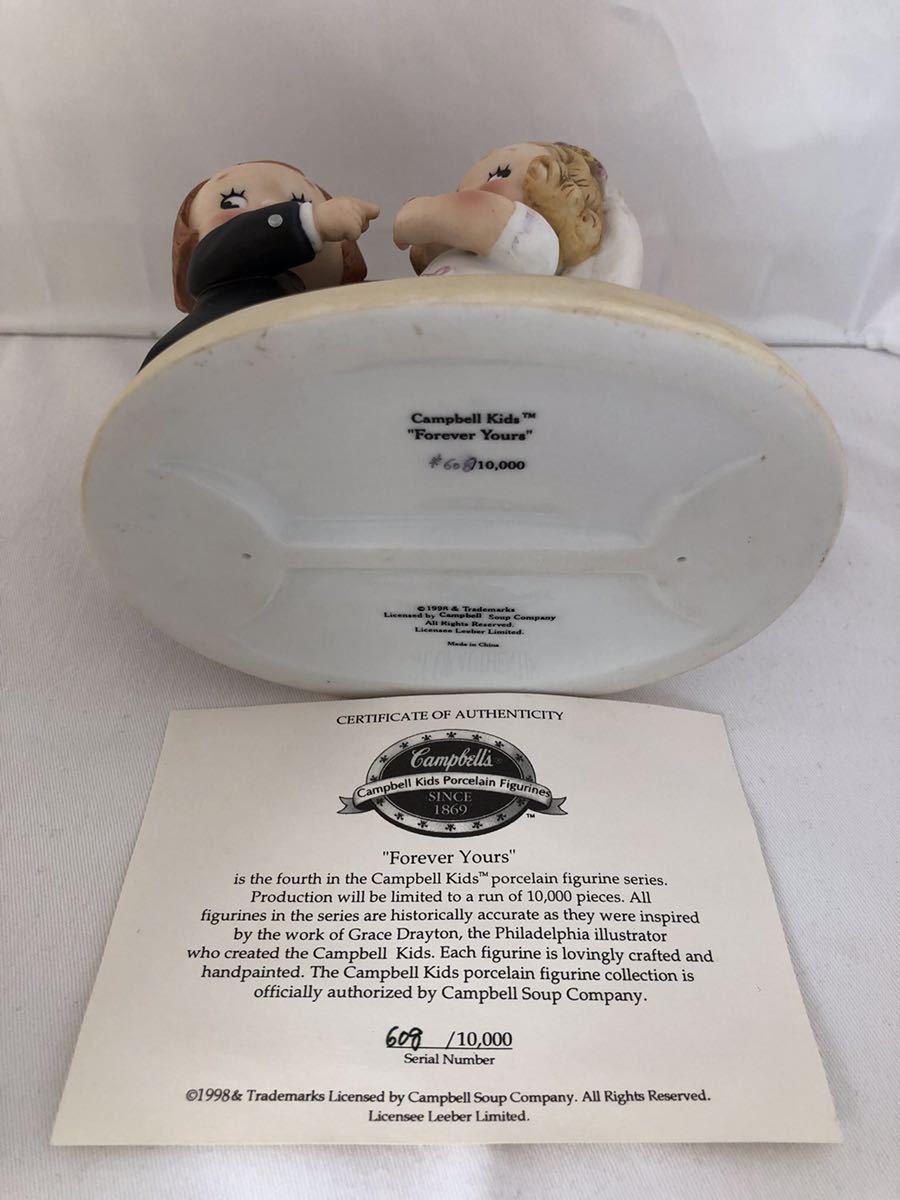 Campbell Kids™
"Forever Yours"
#608/10,000
©1998 & Trademarks
Licensed by Campbell Soup Company
All Rights Reserved.
Licensee Leeber Limited.
Made in China
CERTIFICATE OF AUTHENTICITY
Campbell's®
Campbell Kids Porcelain Figurines
SINCE
1869
™
"Forever Yours"
is the fourth in the Campbell Kids™ porcelain figurine series.
Production will be limited to a run of 10,000 pieces. All
figurines in the series are historically accurate as they were inspired
by the work of Grace Drayton, the Philadelphia illustrator
who created the Campbell Kids. Each figurine is lovingly crafted and
handpainted. The Campbell Kids porcelain figurine collection is
officially authorized by Campbell Soup Company.
608 /10,000
Serial Number
©1998& Trademarks Licensed by Campbell Soup Company. All Rights Reserved.
Licensee Leeber Limited.